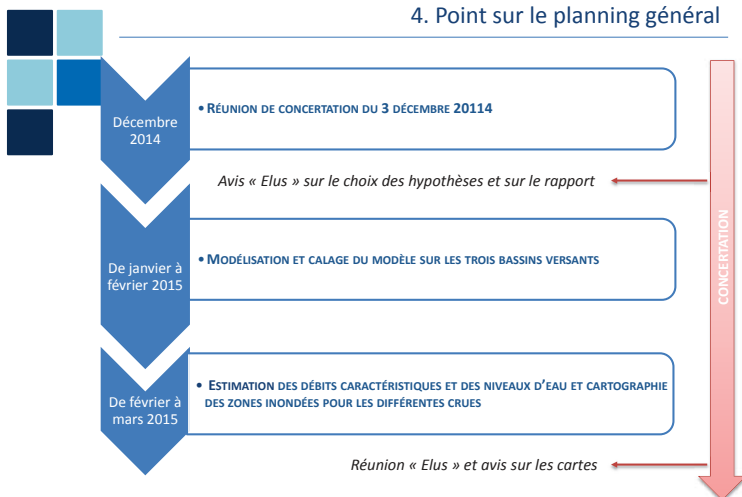 4. Point sur le planning général
Décembre
2014
• RÉUNION DE CONCERTATION DU 3 DÉCEMBRE 20114
Avis « Elus » sur le choix des hypothèses et sur le rapport
De janvier à
février 2015
• MODÉLISATION ET CALAGE DU MODÈLE SUR LES TROIS BASSINS VERSANTS
De février à
mars 2015
• ESTIMATION DES DÉBITS CARACTÉRISTIQUES ET DES NIVEAUX D'EAU ET CARTOGRAPHIE
DES ZONES INONDÉES POUR LES DIFFÉRENTES CRUES
Réunion « Elus » et avis sur les cartes
CONCERTATION